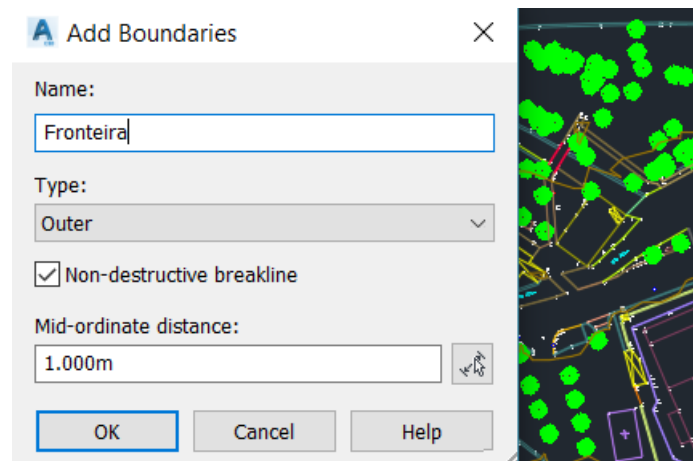 Add Boundaries
Name:
Fronteira
Type:
Outer
Non-destructive breakline
Mid-ordinate distance:
1.000m
OK Cancel Help